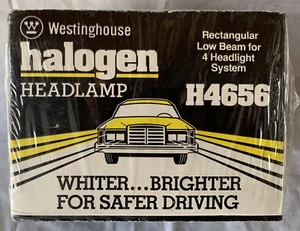 W Westinghouse
halogen
HEADLAMP
Rectangular
Low Beam for
4 Headlight
System
H4656
WHITER...BRIGHTER
FOR SAFER DRIVING